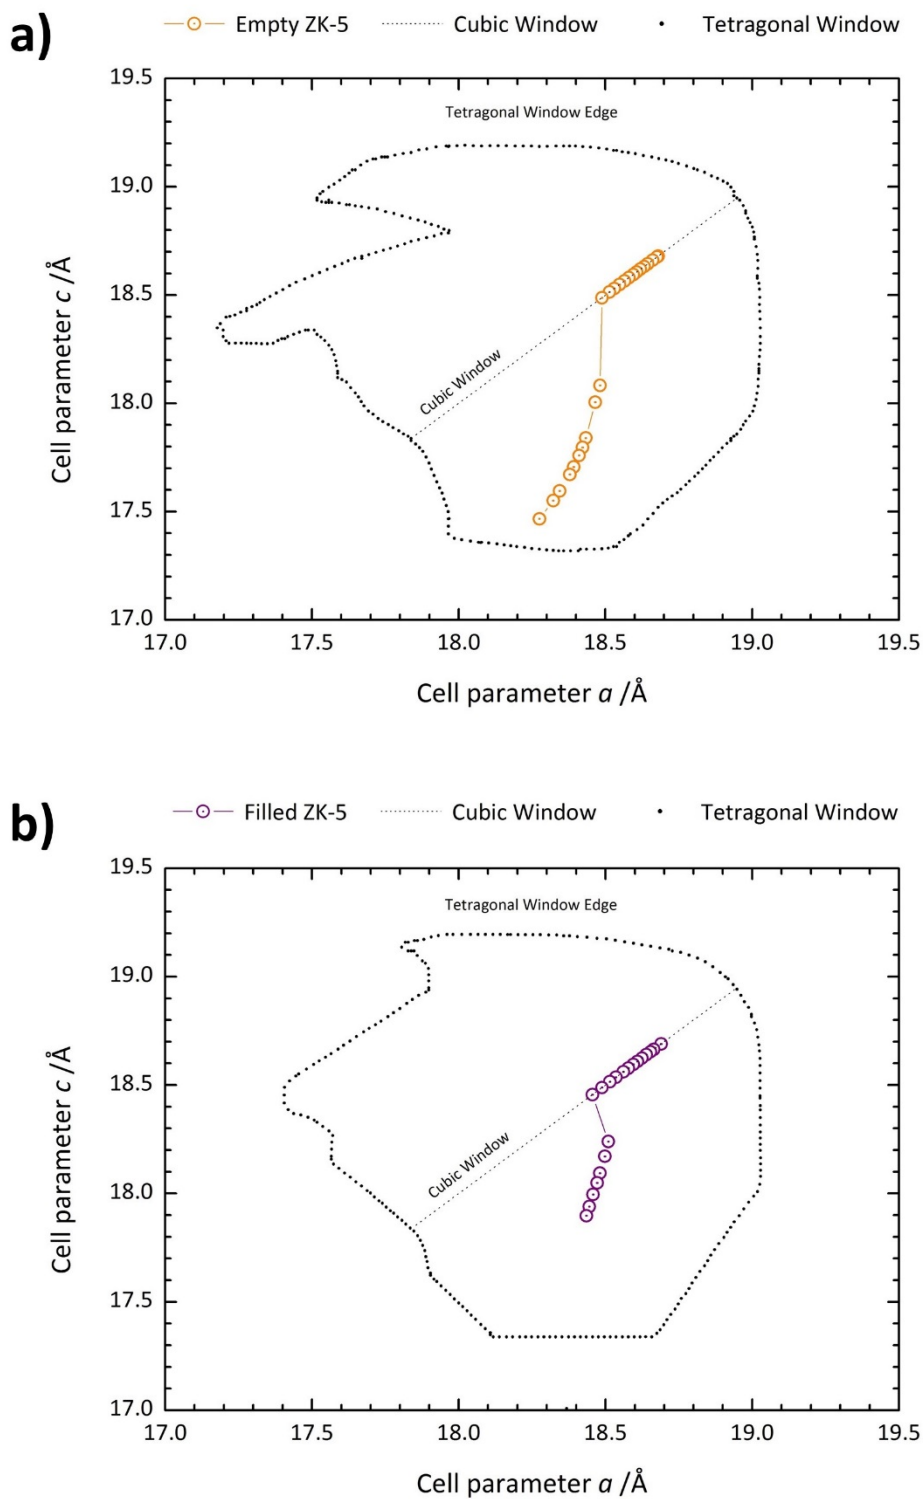 a)
Empty ZK-5 Cubic Window Tetragonal Window
19.5
Tetragonal Window Edge
19.0
18.5
Cubic Window
18.0
17.5
17.0
17.0 17.5 18.0 18.5 19.0 19.5
Cell parameter c /Å
Cell parameter a /Å
b)
Filled ZK-5 Cubic Window Tetragonal Window
19.5
Tetragonal Window Edge
19.0
18.5
Cubic Window
18.0
17.5
17.0
17.0 17.5 18.0 18.5 19.0 19.5
Cell parameter c /Å
Cell parameter a /Å